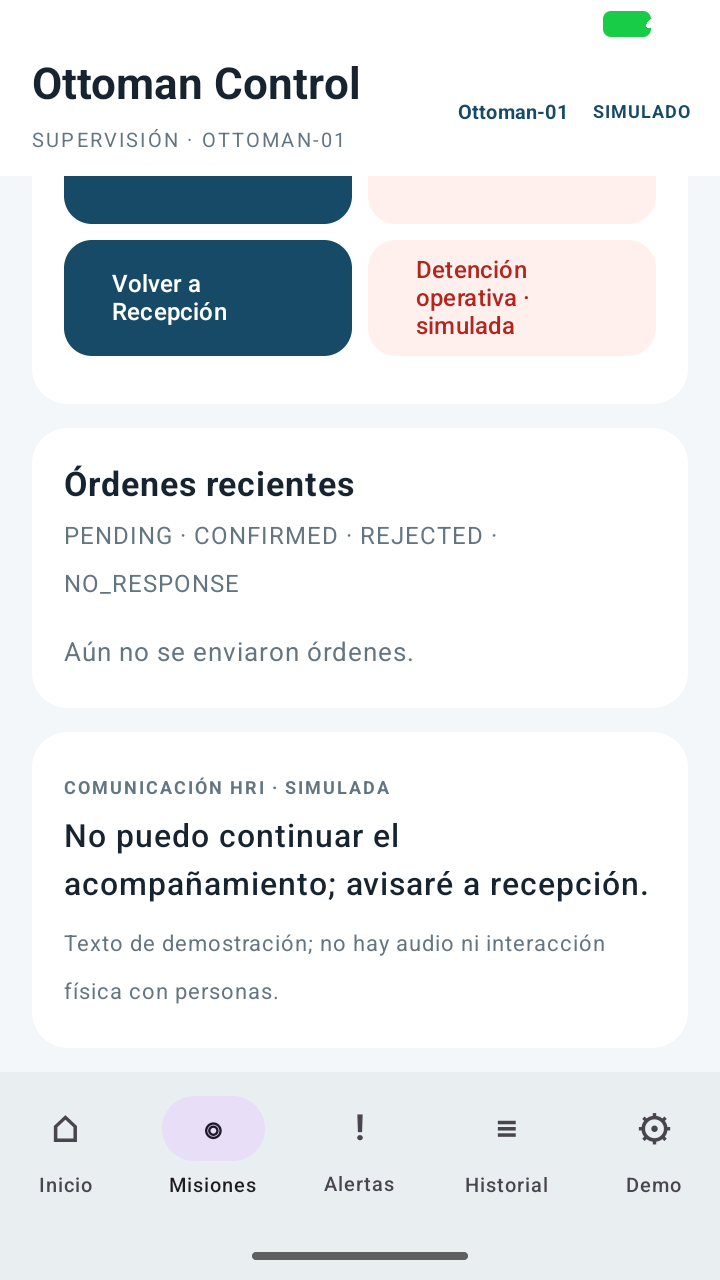 Ottoman Control
SUPERVISIÓN · OTTOMAN-01
Ottoman-01
SIMULADO
Volver a
Recepción
Detención
operativa ·
simulada
Órdenes recientes
PENDING · CONFIRMED · REJECTED ·
NO_RESPONSE
Aún no se enviaron órdenes.
COMUNICACIÓN HRI · SIMULADA
No puedo continuar el
acompañamiento; avisaré a recepción.
Texto de demostración; no hay audio ni interacción
física con personas.
Inicio
Misiones
Alertas
Historial
Demo